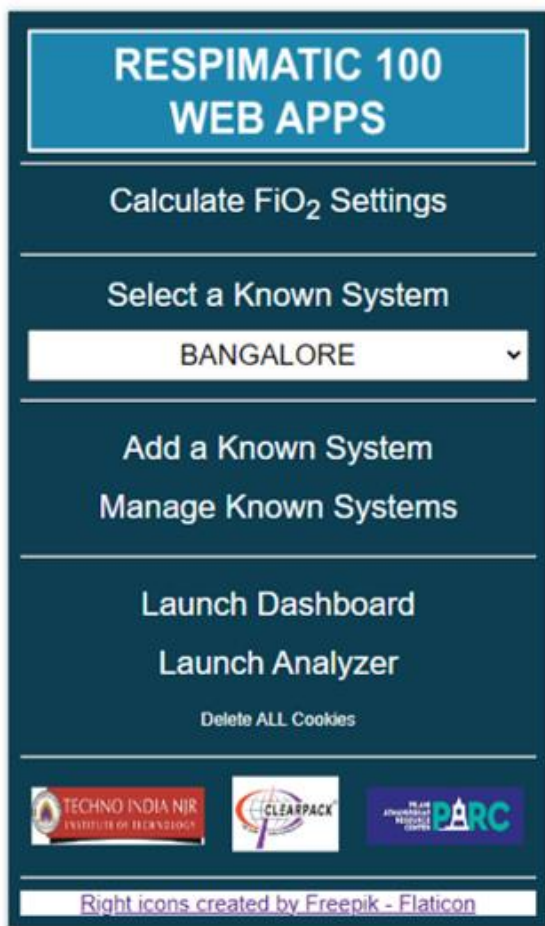 RESPIMATIC 100
WEB APPS
Calculate FiO₂ Settings
Select a Known System
BANGALORE
Add a Known System
Manage Known Systems
Launch Dashboard
Launch Analyzer
Delete ALL Cookies
TECHNO INDIA NJR
INSTITUTE OF TECHNOLOGY
CLEARPACK
PARC
Right icons created by Freepik - Flaticon